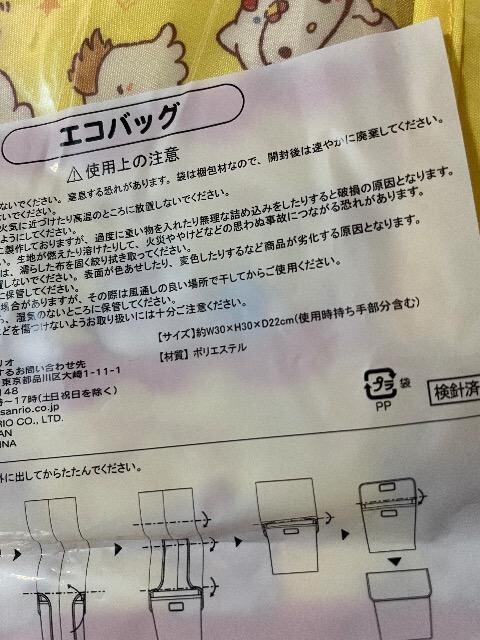 エコバッグ
⚠使用上の注意
ないでください。窒息する恐れがあります。袋は梱包材なので、開封後は速やかに廃棄してください。
いでください。
火気に近づけたり高温のところに放置しないでください。
ようにしてください。
に製作しておりますが、過度に重い物を入れたり無理な詰め込みをしたりすると破損の原因となります。
い。生地が燃えたり溶けたりして、火災ややけどなどの思わぬ事故につながる恐れがあります。
は、濡らした布を固く絞り拭き取ってください。
置しないでください。表面が色あせしたり、変色したりするなど商品が劣化する原因となります。
に保管してください。
場合がありますが、その際は風通しの良い場所で干してからご使用ください。
ら、湿気のないところに保管してください。
などを傷つけないようお取り扱いには十分ご注意ください。
【サイズ】約W30×H30×D22cm(使用時持ち手部分含む)
【材質】ポリエステル
リオ
するお問い合わせ先
東京都品川区大崎1-11-1
148
時〜17時(土日祝日を除く)
sanrio.co.jp
RIO CO., LTD.
AN
INA
プラ 袋
PP
検針済
外に出してからたたんでください。